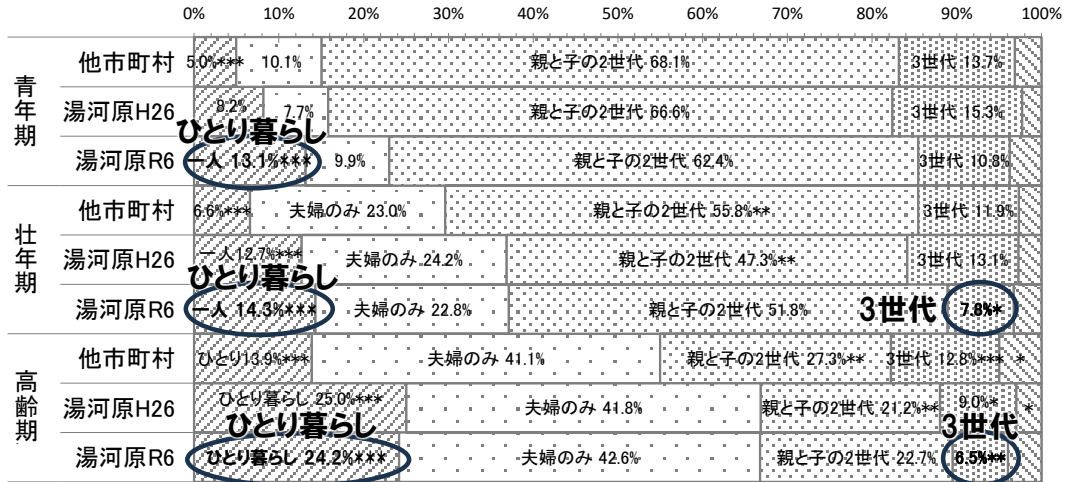 0% 10% 20% 30% 40% 50% 60% 70% 80% 90% 100%
青年期
他市町村 5.0%*** 10.1% 親と子の2世代 68.1% 3世代 13.7%
湯河原H26 8.2% 7.7% 親と子の2世代 66.6% 3世代 15.3%
ひとり暮らし
湯河原R6 一人 13.1%*** 9.9% 親と子の2世代 62.4% 3世代 10.8%
壮年期
他市町村 6.6%*** 夫婦のみ 23.0% 親と子の2世代 55.8%** 3世代 11.9%
湯河原H26 一人12.7%*** 夫婦のみ 24.2% 親と子の2世代 47.3%** 3世代 13.1%
ひとり暮らし
湯河原R6 一人 14.3%*** 夫婦のみ 22.8% 親と子の2世代 51.8% 3世代 7.8%*
高齢期
他市町村 ひとり13.9%*** 夫婦のみ 41.1% 親と子の2世代 27.3%** 3世代 12.8%*** *
湯河原H26 ひとり暮らし 25.0%*** 夫婦のみ 41.8% 親と子の2世代 21.2%** 9.0%* *
ひとり暮らし 3世代
湯河原R6 ひとり暮らし 24.2%*** 夫婦のみ 42.6% 親と子の2世代 22.7% 6.5%**